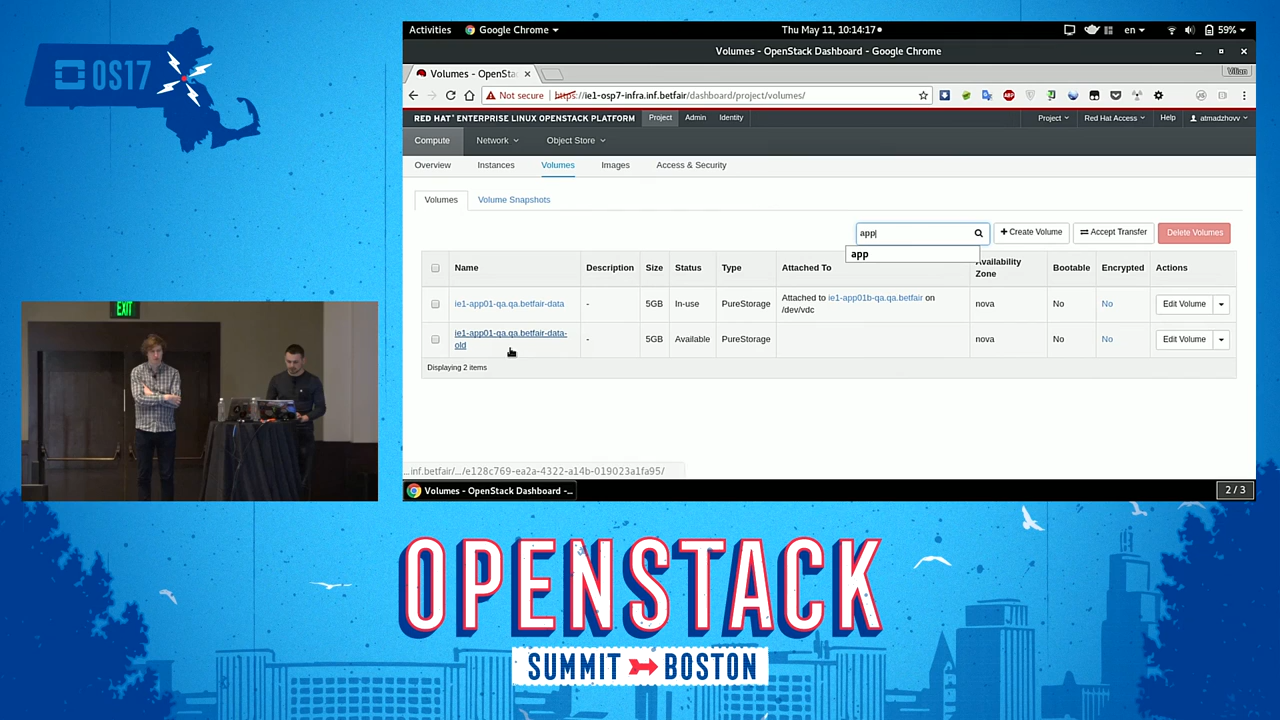 OS17
EXIT
Activities Google Chrome Thu May 11, 10:14:17 en 59%
Volumes - OpenStack Dashboard - Google Chrome
Volumes - OpenSta Vilian
Not secure https://ie1-osp7-infra.inf.betfair/dashboard/project/volumes/
RED HAT ENTERPRISE LINUX OPENSTACK PLATFORM Project Admin Identity Project Red Hat Access Help atmadzhovv
Compute Network Object Store
Overview Instances Volumes Images Access & Security
Volumes Volume Snapshots
app Create Volume Accept Transfer Delete Volumes
app
Name Description Size Status Type Attached To Availability Zone Bootable Encrypted Actions
ie1-app01-qa.qa.betfair-data - 5GB In-use PureStorage Attached to ie1-app01b-qa.qa.betfair on /dev/vdc nova No No Edit Volume
ie1-app01-qa.qa.betfair-data-old - 5GB Available PureStorage nova No No Edit Volume
Displaying 2 items
...inf.betfair/.../e128c769-ea2a-4322-a14b-019023a1fa95/
Volumes - OpenStack Dashboard -... 2 / 3
OPENSTACK
SUMMIT BOSTON